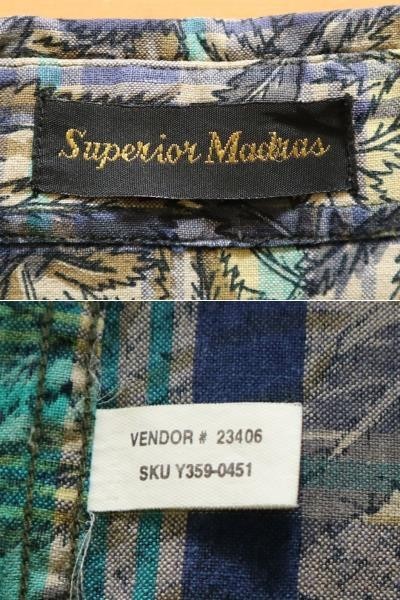 Superior Madras
VENDOR # 23406
SKU Y359-0451